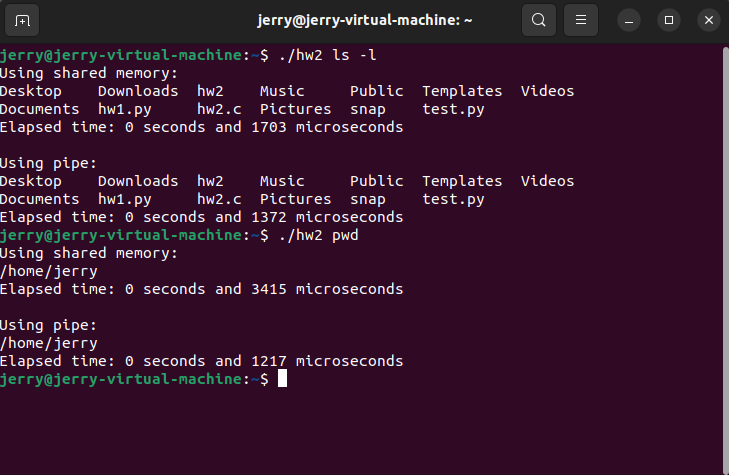 jerry@jerry-virtual-machine: ~
jerry@jerry-virtual-machine:~$ ./hw2 ls -l
Using shared memory:
Desktop    Downloads  hw2    Music     Public  Templates  Videos
Documents  hw1.py     hw2.c  Pictures  snap    test.py
Elapsed time: 0 seconds and 1703 microseconds

Using pipe:
Desktop    Downloads  hw2    Music     Public  Templates  Videos
Documents  hw1.py     hw2.c  Pictures  snap    test.py
Elapsed time: 0 seconds and 1372 microseconds
jerry@jerry-virtual-machine:~$ ./hw2 pwd
Using shared memory:
/home/jerry
Elapsed time: 0 seconds and 3415 microseconds

Using pipe:
/home/jerry
Elapsed time: 0 seconds and 1217 microseconds
jerry@jerry-virtual-machine:~$